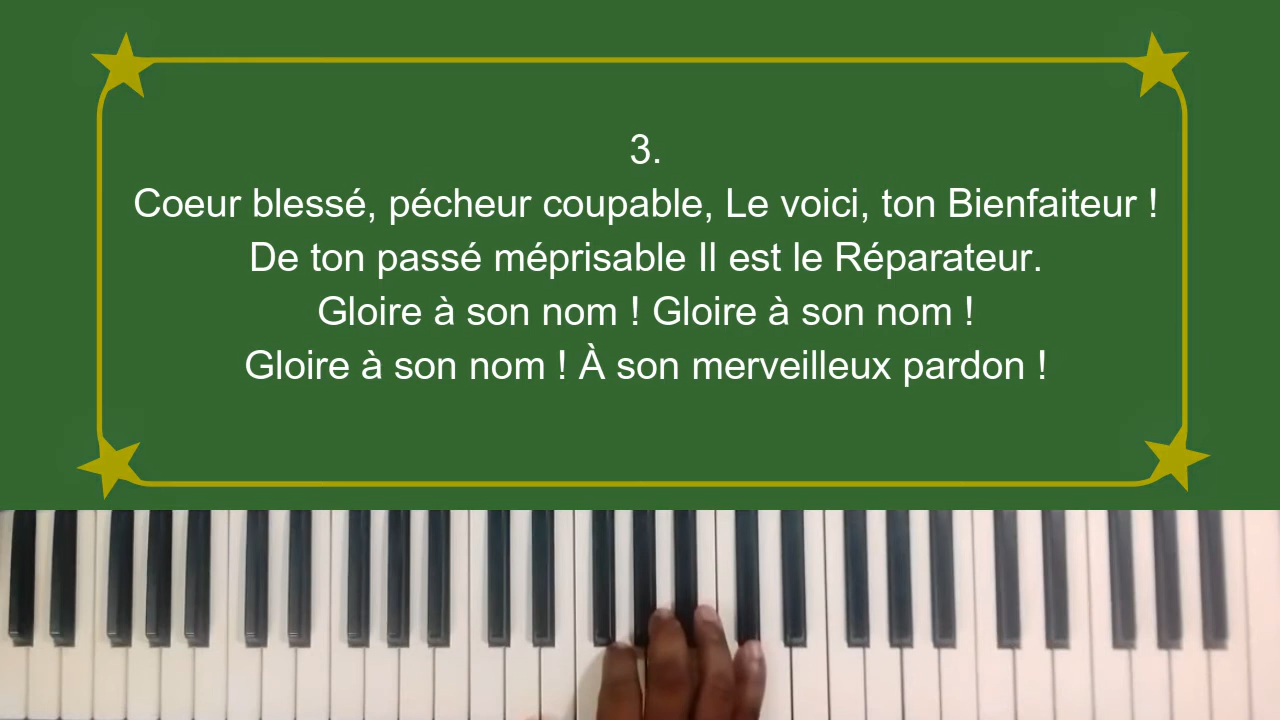 3.
Coeur blessé, pécheur coupable, Le voici, ton Bienfaiteur !
De ton passé méprisable Il est le Réparateur.
Gloire à son nom ! Gloire à son nom !
Gloire à son nom ! À son merveilleux pardon !